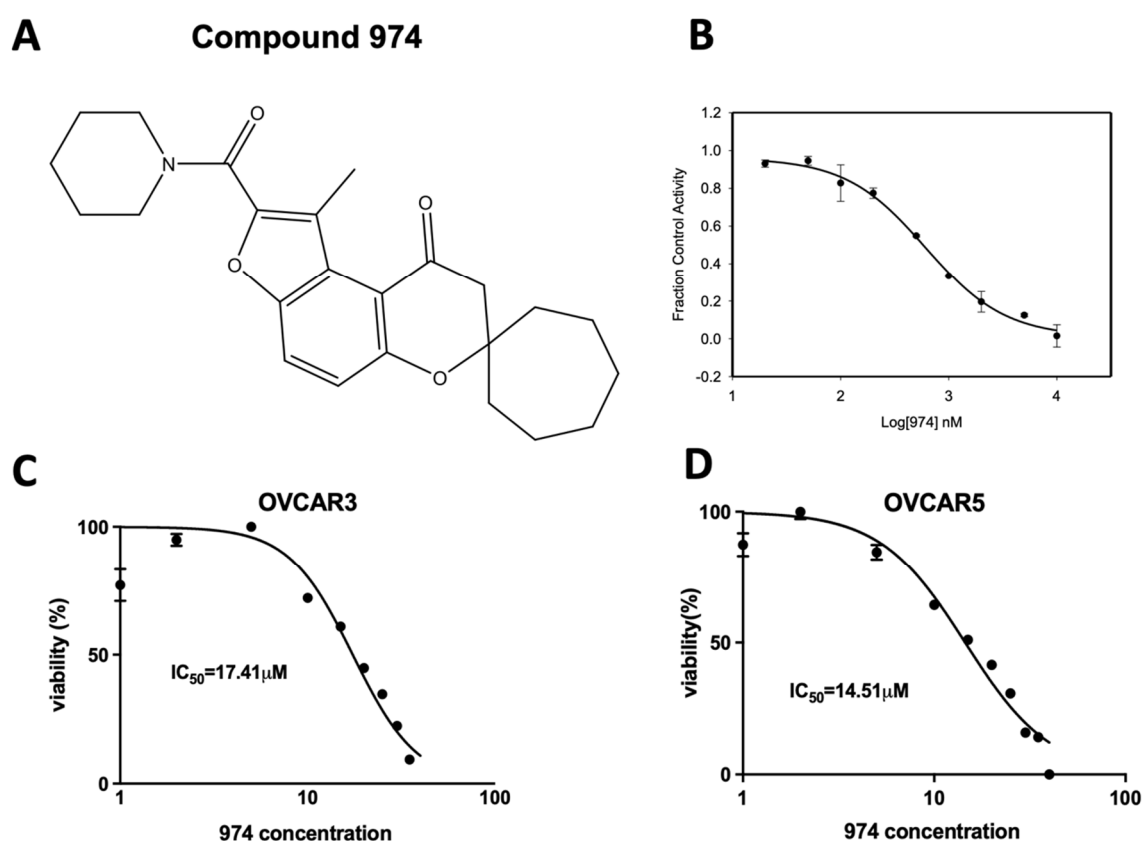 A
Compound 974
O
N
O
O
O
B
1.2
1.0
0.8
0.6
0.4
0.2
0.0
-0.2
Fraction Control Activity
1 2 3 4
Log[974] nM
C
OVCAR3
100
50
0
viability (%)
IC50=17.41μM
1 10 100
974 concentration
D
OVCAR5
100
50
0
viability(%)
IC50=14.51μM
1 10 100
974 concentration